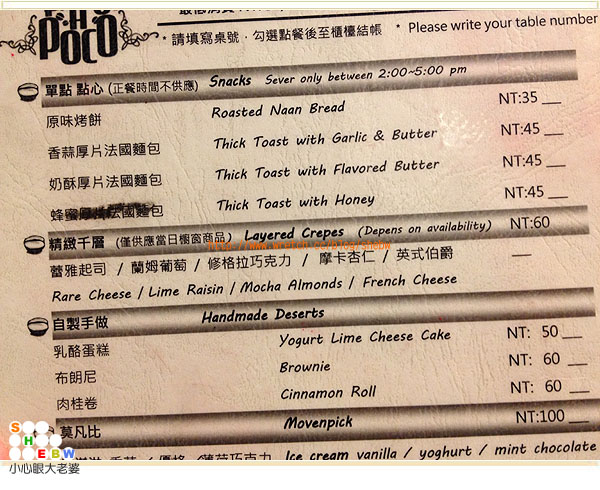 POCO
* 請填寫桌號，勾選點餐後至櫃檯結帳 * Please write your table number
單點 點心 (正餐時間不供應) Snacks Sever only between 2:00~5:00 pm
原味烤餅 Roasted Naan Bread NT:35
香蒜厚片法國麵包 Thick Toast with Garlic & Butter NT:45
奶酥厚片法國麵包 Thick Toast with Flavored Butter NT:45
蜂蜜厚片法國麵包 Thick Toast with Honey NT:45
精緻千層 (僅供應當日櫥窗商品) Layered Crepes (Depens on availability) NT:60
蕾雅起司 / 蘭姆葡萄 / 修格拉巧克力 / 摩卡杏仁 / 英式伯爵
Rare Cheese / Lime Raisin / Mocha Almonds / French Cheese
自製手做 Handmade Deserts
乳酪蛋糕 Yogurt Lime Cheese Cake NT: 50
布朗尼 Brownie NT: 60
肉桂卷 Cinnamon Roll NT: 60
莫凡比 Movenpick NT:100
Ice cream vanilla / yoghurt / mint chocolate
SHOEBW
小心眼大老婆